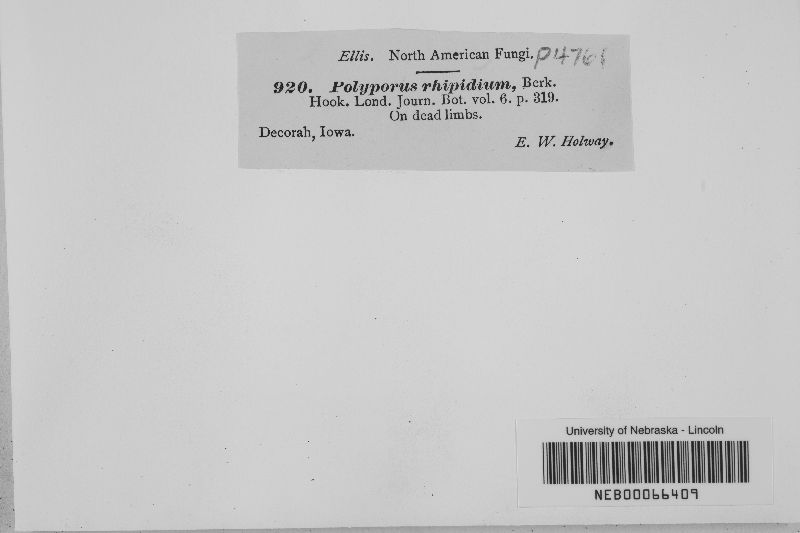 Ellis. North American Fungi. P4761
920. Polyporus rhipidium, Berk.
Hook. Lond. Journ. Bot. vol. 6. p. 319.
On dead limbs.
Decorah, Iowa.
E. W. Holway.
University of Nebraska - Lincoln
NEB00066409